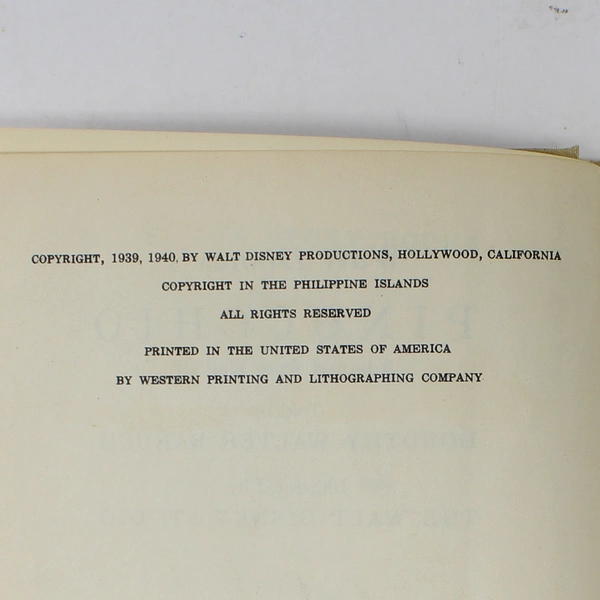 COPYRIGHT, 1939, 1940, BY WALT DISNEY PRODUCTIONS, HOLLYWOOD, CALIFORNIA
COPYRIGHT IN THE PHILIPPINE ISLANDS
ALL RIGHTS RESERVED
PRINTED IN THE UNITED STATES OF AMERICA
BY WESTERN PRINTING AND LITHOGRAPHING COMPANY